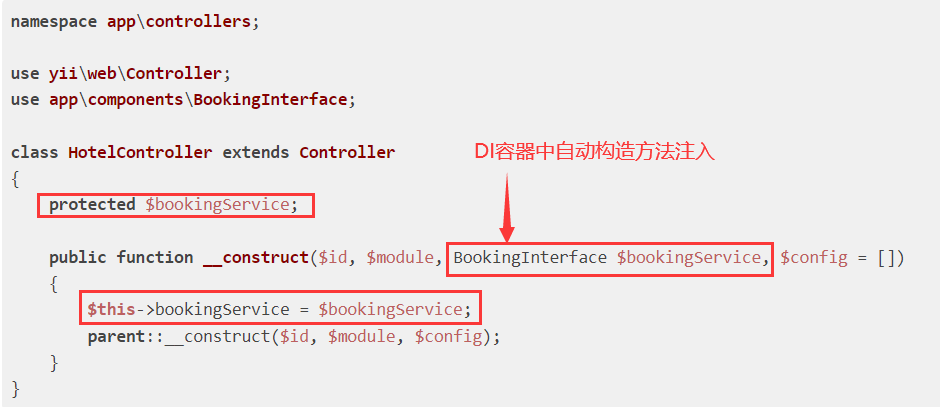 namespace app\controllers;
use yii\web\Controller;
use app\components\BookingInterface;
class HotelController extends Controller
DI容器中自动构造方法注入
{
protected $bookingService;
public function __construct($id, $module, BookingInterface $bookingService, $config = [])
{
$this->bookingService = $bookingService;
parent::__construct($id, $module, $config);
}
}